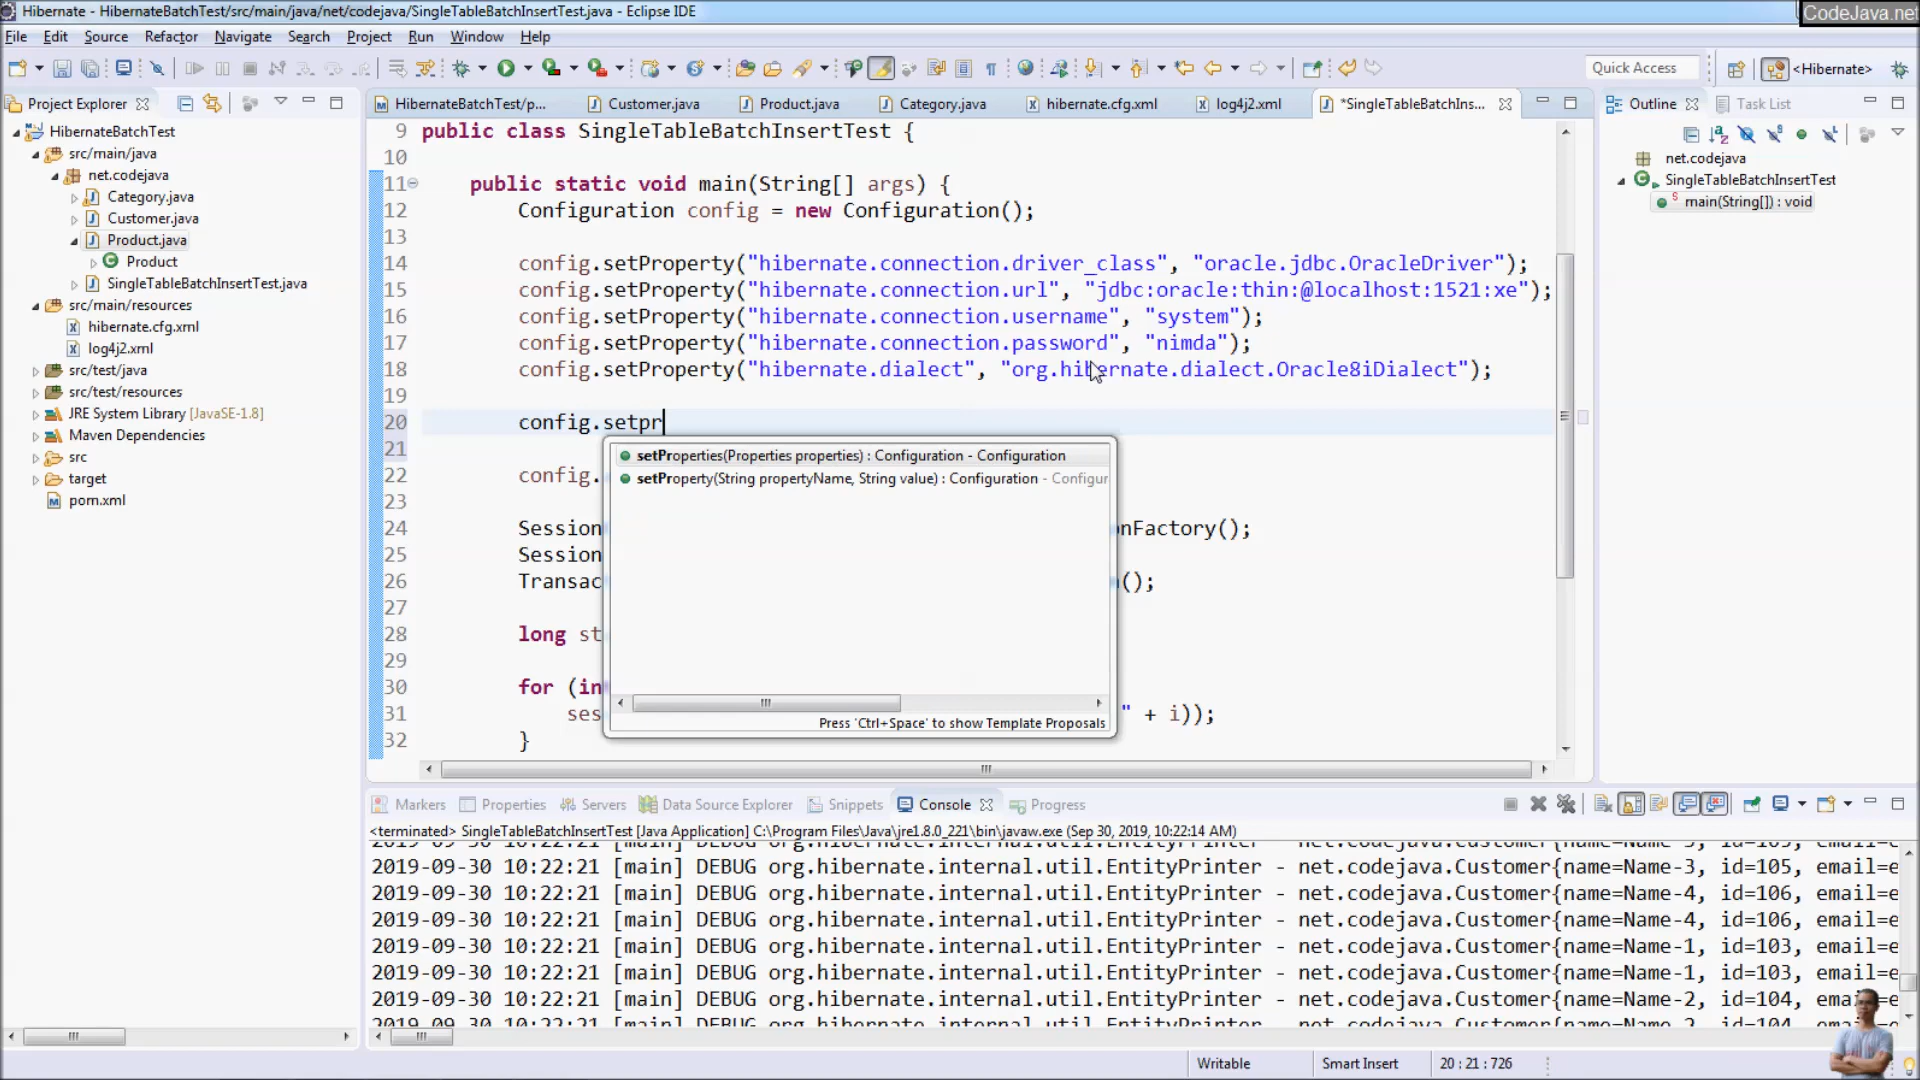 Hibernate - HibernateBatchTest/src/main/java/net/codejava/SingleTableBatchInsertTest.java - Eclipse IDE
CodeJava.net
File Edit Source Refactor Navigate Search Project Run Window Help
Quick Access
<Hibernate>
Project Explorer
HibernateBatchTest/p...
Customer.java
Product.java
Category.java
hibernate.cfg.xml
log4j2.xml
*SingleTableBatchIns...
Outline
Task List
HibernateBatchTest
src/main/java
net.codejava
Category.java
Customer.java
Product.java
Product
SingleTableBatchInsertTest.java
src/main/resources
hibernate.cfg.xml
log4j2.xml
src/test/java
src/test/resources
JRE System Library [JavaSE-1.8]
Maven Dependencies
src
target
pom.xml
9 public class SingleTableBatchInsertTest {
10
11 public static void main(String[] args) {
12 Configuration config = new Configuration();
13
14 config.setProperty("hibernate.connection.driver_class", "oracle.jdbc.OracleDriver");
15 config.setProperty("hibernate.connection.url", "jdbc:oracle:thin:@localhost:1521:xe");
16 config.setProperty("hibernate.connection.username", "system");
17 config.setProperty("hibernate.connection.password", "nimda");
18 config.setProperty("hibernate.dialect", "org.hibernate.dialect.Oracle8iDialect");
19
20 config.setpr
21
22 config.
23
24 Session nFactory();
25 Session
26 Transac ();
27
28 long st
29
30 for (in
31 ses " + i));
32 }
setProperties(Properties properties) : Configuration - Configuration
setProperty(String propertyName, String value) : Configuration - Configur
Press 'Ctrl+Space' to show Template Proposals
net.codejava
SingleTableBatchInsertTest
main(String[]) : void
Markers Properties Servers Data Source Explorer Snippets Console Progress
<terminated> SingleTableBatchInsertTest [Java Application] C:\Program Files\Java\jre1.8.0_221\bin\javaw.exe (Sep 30, 2019, 10:22:14 AM)
2019-09-30 10:22:21 [main] DEBUG org.hibernate.internal.util.EntityPrinter - net.codejava.Customer{name=Name-3, id=105, email=e
2019-09-30 10:22:21 [main] DEBUG org.hibernate.internal.util.EntityPrinter - net.codejava.Customer{name=Name-4, id=106, email=e
2019-09-30 10:22:21 [main] DEBUG org.hibernate.internal.util.EntityPrinter - net.codejava.Customer{name=Name-4, id=106, email=e
2019-09-30 10:22:21 [main] DEBUG org.hibernate.internal.util.EntityPrinter - net.codejava.Customer{name=Name-1, id=103, email=e
2019-09-30 10:22:21 [main] DEBUG org.hibernate.internal.util.EntityPrinter - net.codejava.Customer{name=Name-1, id=103, email=e
2019-09-30 10:22:21 [main] DEBUG org.hibernate.internal.util.EntityPrinter - net.codejava.Customer{name=Name-2, id=104, email=e
Writable
Smart Insert
20 : 21 : 726